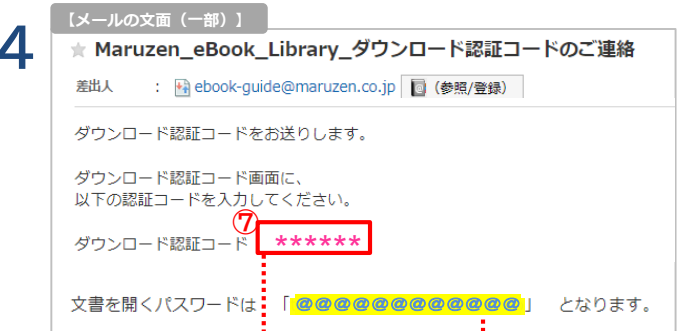 4
【メールの文面（一部）】
☆ Maruzen_eBook_Library_ダウンロード認証コードのご連絡
差出人 : ebook-guide@maruzen.co.jp （参照/登録）
ダウンロード認証コードをお送りします。
ダウンロード認証コード画面に、
以下の認証コードを入力してください。
⑦
ダウンロード認証コード ******
文書を開くパスワードは 「@@@@@@@@@@@@」 となります。